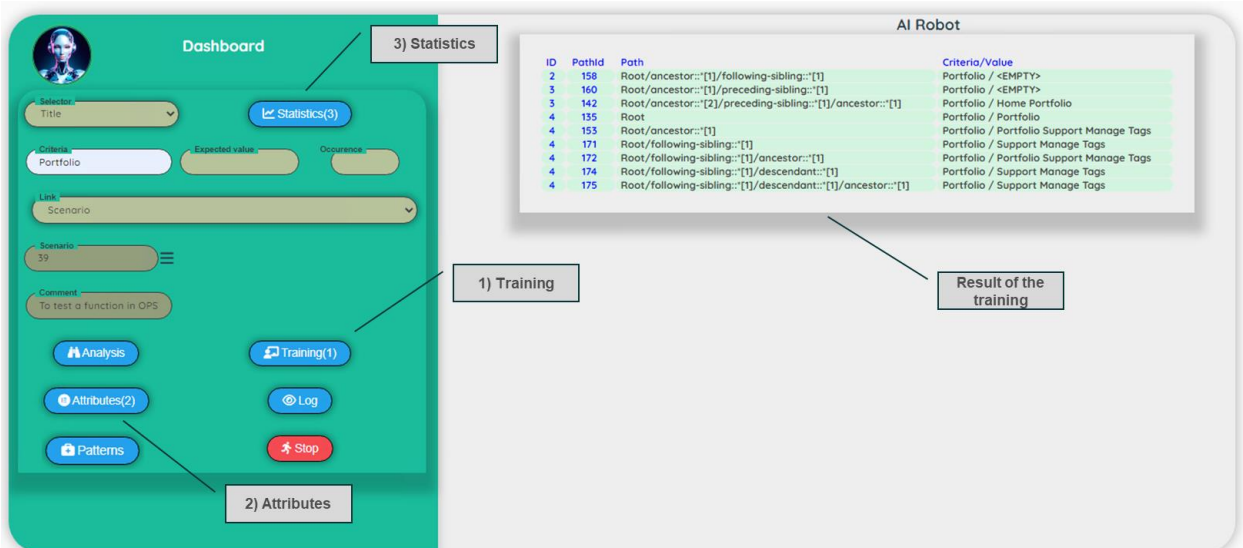 Dashboard
3) Statistics
Selector
Title
Statistics(3)
Criteria
Portfolio
Expected value
Occurence
Link
Scenario
Scenario
39
Comment
To test a function in OPS
1) Training
Analysis
Training(1)
Attributes(2)
Log
Patterns
Stop
2) Attributes
AI Robot
ID PathId Path Criteria/Value
2 158 Root/ancestor::*[1]/following-sibling::*[1] Portfolio / <EMPTY>
3 160 Root/ancestor::*[1]/preceding-sibling::*[1] Portfolio / <EMPTY>
3 142 Root/ancestor::*[2]/preceding-sibling::*[1]/ancestor::*[1] Portfolio / Home Portfolio
4 135 Root Portfolio / Portfolio
4 153 Root/ancestor::*[1] Portfolio / Portfolio Support Manage Tags
4 171 Root/following-sibling::*[1] Portfolio / Support Manage Tags
4 172 Root/following-sibling::*[1]/ancestor::*[1] Portfolio / Portfolio Support Manage Tags
4 174 Root/following-sibling::*[1]/descendant::*[1] Portfolio / Support Manage Tags
4 175 Root/following-sibling::*[1]/descendant::*[1]/ancestor::*[1] Portfolio / Support Manage Tags
Result of the
training